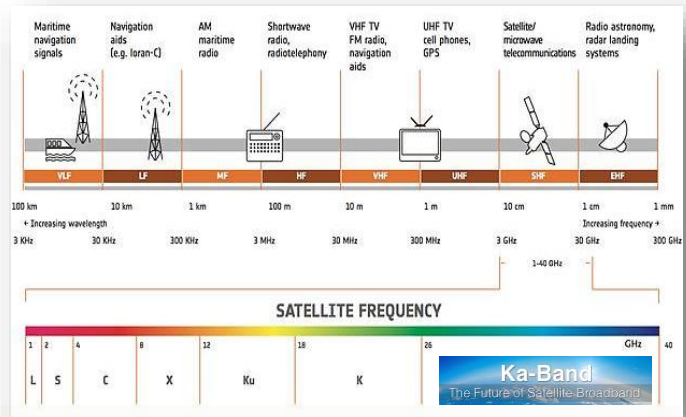 Maritime
navigation
signals
Navigation
aids
(e.g. loran-C)
AM
maritime
radio
Shortwave
radio,
radiotelephony
VHF TV
FM radio,
navigation
aids
UHF TV
cell phones,
GPS
Satellite/
microwave
telecommunications
Radio astronomy,
radar landing
systems
VLF LF MF HF VHF UHF SHF EHF
100 km 10 km 1 km 100 m 10 m 1 m 10 cm 1 cm 1 mm
← Increasing wavelength Increasing frequency →
3 KHz 30 KHz 300 KHz 3 MHz 30 MHz 300 MHz 3 GHz 30 GHz 300 GHz
1-40 GHz
SATELLITE FREQUENCY
1 2 4 8 12 18 26 GHz 40
L S C X Ku K
Ka-Band
The Future of Satellite Broadband